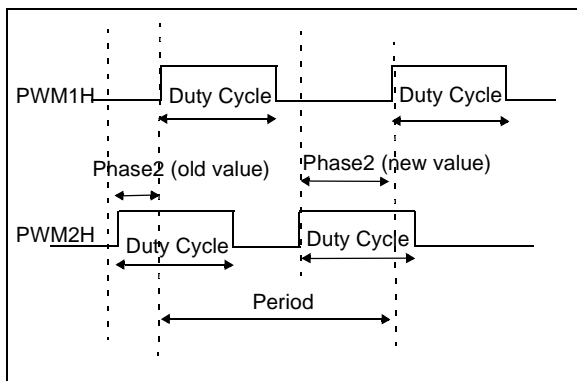 PWM1H
Duty Cycle
Duty Cycle
Phase2 (old value)
Phase2 (new value)
PWM2H
Duty Cycle
Duty Cycle
Period